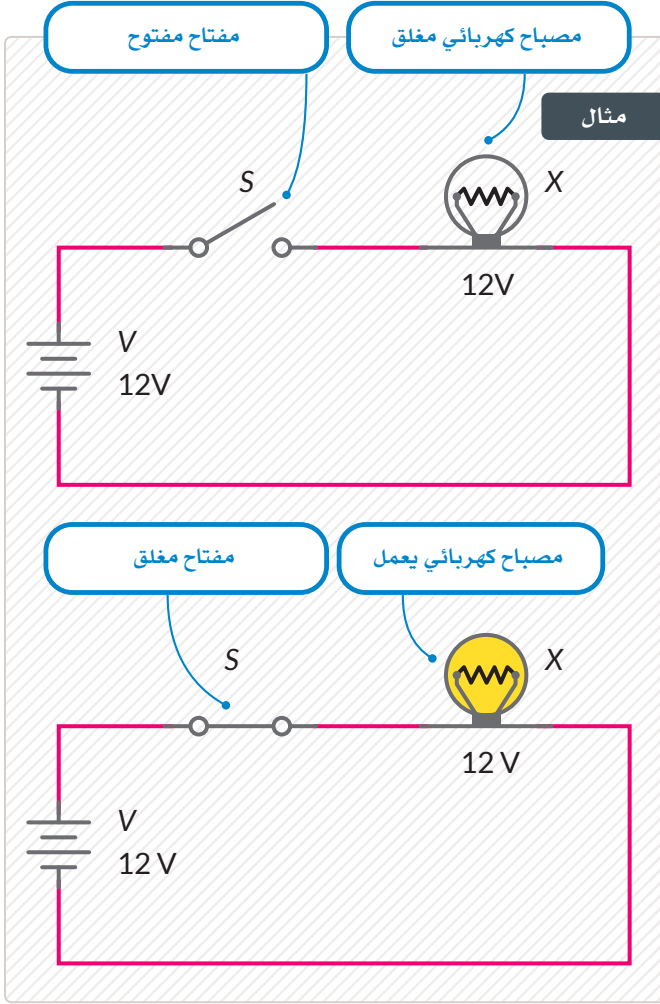 مصباح كهربائي مغلق
مفتاح مفتوح
مثال
S
X
12V
V
12V
مصباح كهربائي يعمل
مفتاح مغلق
S
X
12 V
V
12 V